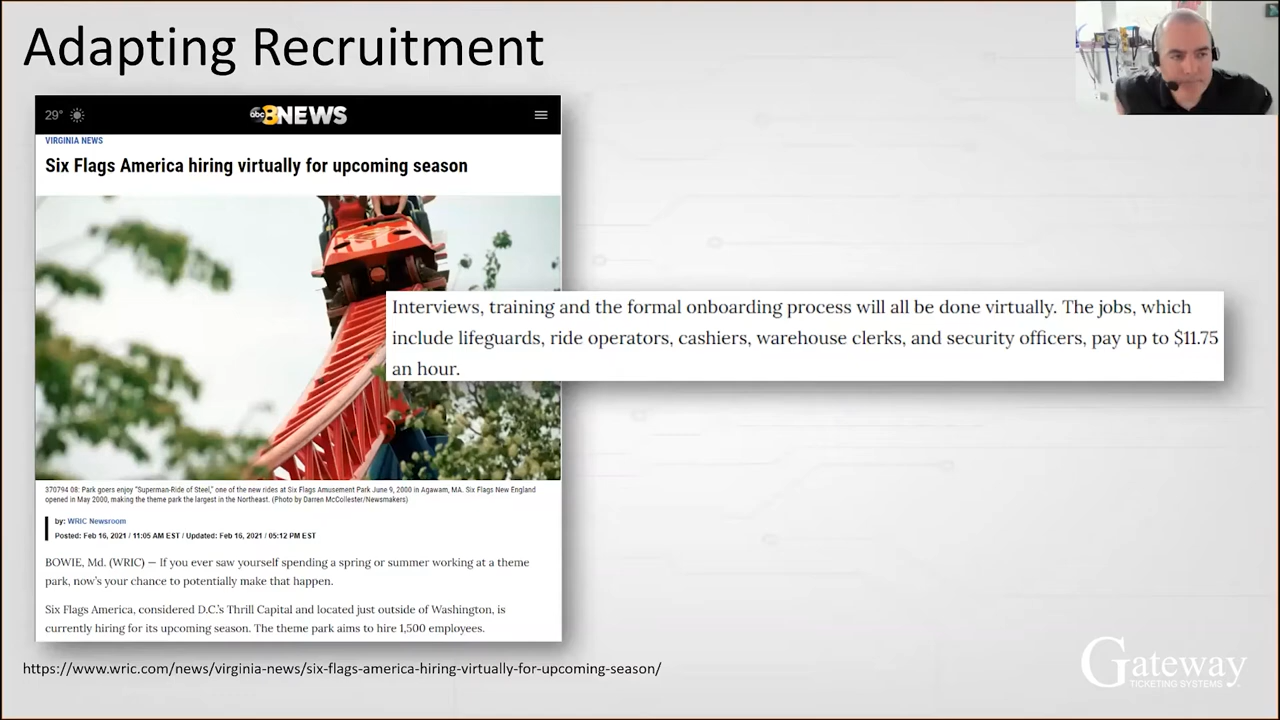 Adapting Recruitment
29°
abc 8NEWS
VIRGINIA NEWS
Six Flags America hiring virtually for upcoming season
Interviews, training and the formal onboarding process will all be done virtually. The jobs, which
include lifeguards, ride operators, cashiers, warehouse clerks, and security officers, pay up to $11.75
an hour.
370794 08: Park goers enjoy "Superman-Ride of Steel," one of the new rides at Six Flags Amusement Park June 9, 2000 in Agawam, MA. Six Flags New England
opened in May 2000, making the theme park the largest in the Northeast. (Photo by Darren McCollester/Newsmakers)
by: WRIC Newsroom
Posted: Feb 16, 2021 / 11:05 AM EST / Updated: Feb 16, 2021 / 05:12 PM EST
BOWIE, Md. (WRIC) — If you ever saw yourself spending a spring or summer working at a theme
park, now's your chance to potentially make that happen.
Six Flags America, considered D.C.'s Thrill Capital and located just outside of Washington, is
currently hiring for its upcoming season. The theme park aims to hire 1,500 employees.
https://www.wric.com/news/virginia-news/six-flags-america-hiring-virtually-for-upcoming-season/
Gateway
TICKETING SYSTEMS